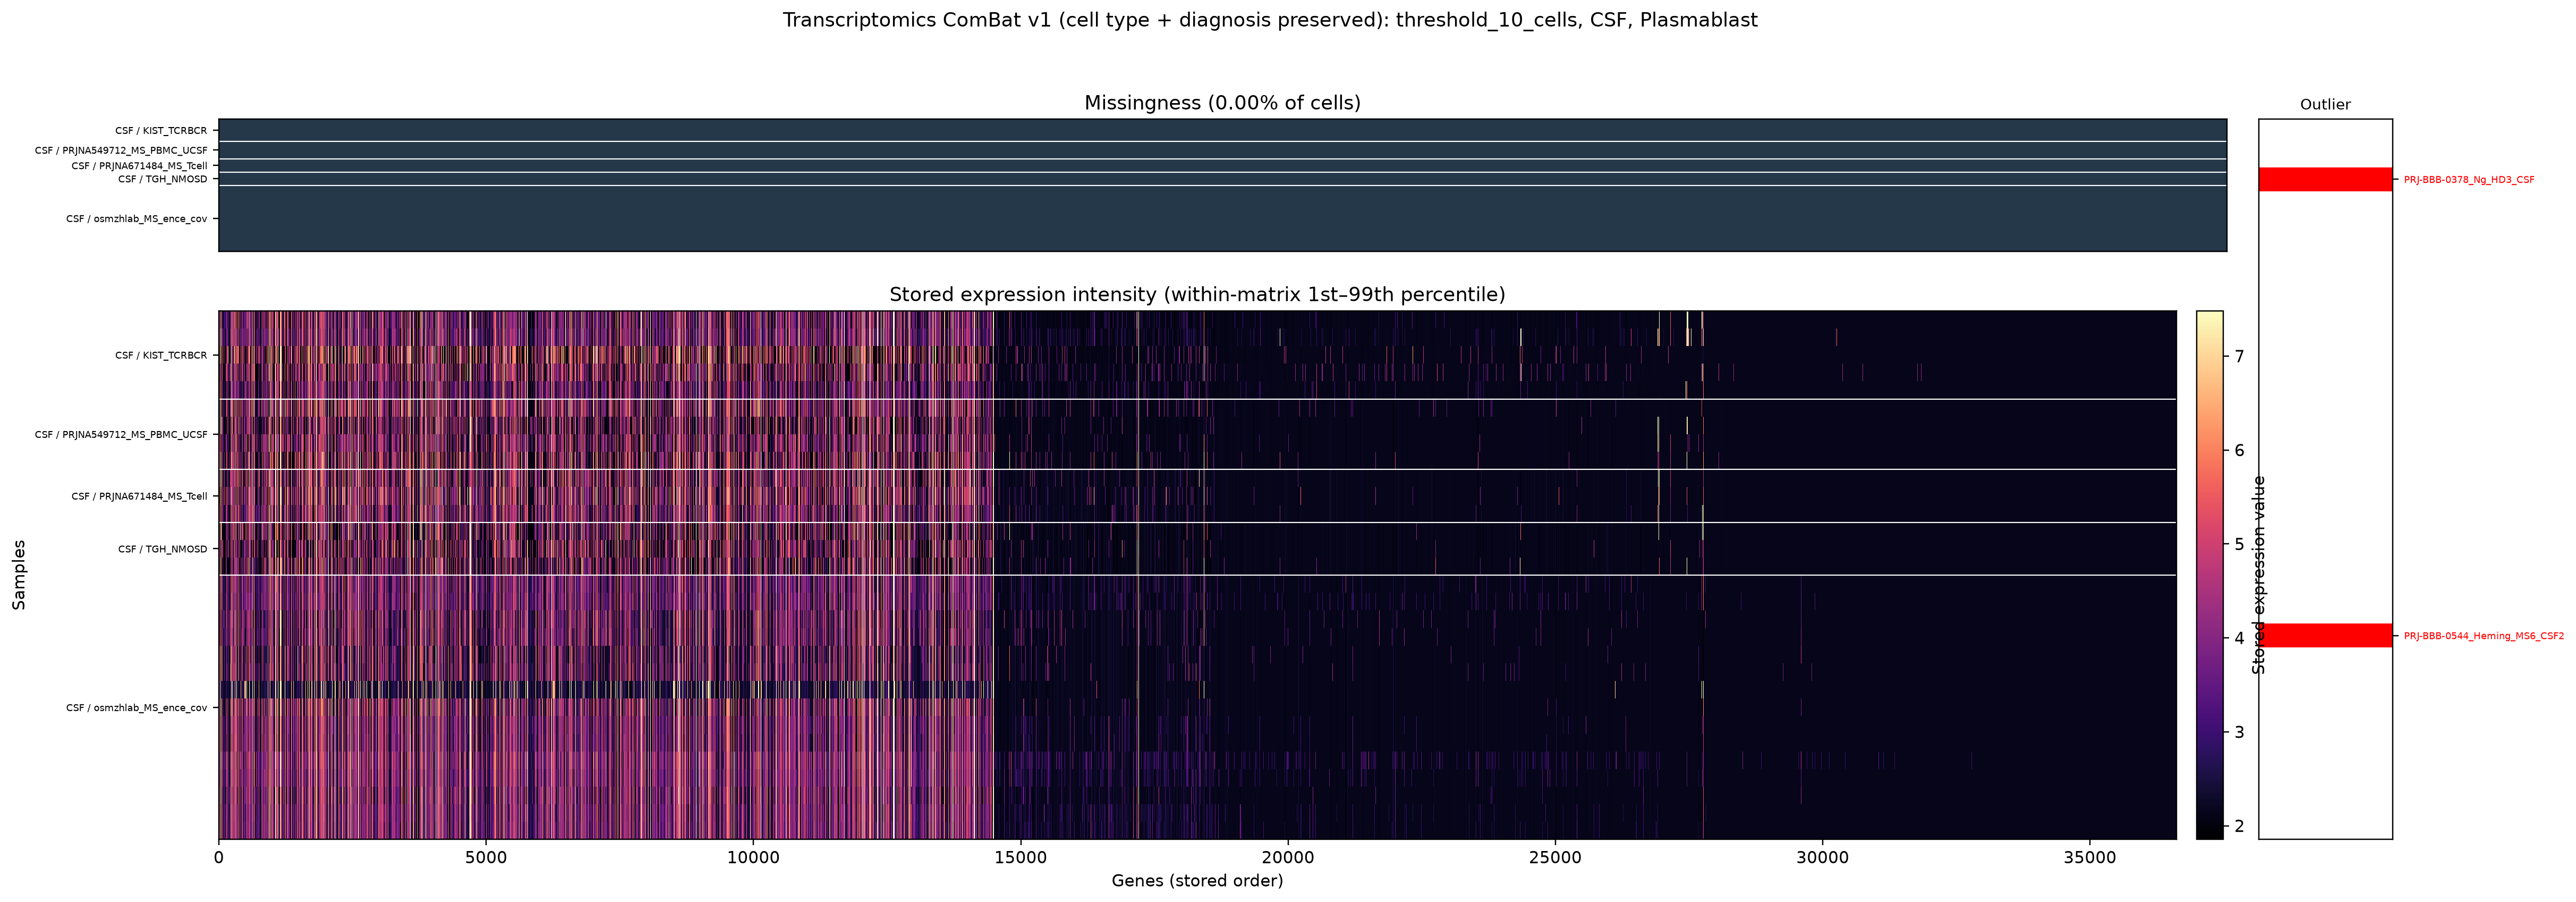 Transcriptomics ComBat v1 (cell type + diagnosis preserved): threshold_10_cells, CSF, Plasmablast
Missingness (0.00% of cells)
Outlier
CSF / KIST_TCRBCR
CSF / PRJNA549712_MS_PBMC_UCSF
CSF / PRJNA671484_MS_Tcell
CSF / TGH_NMOSD
CSF / osmzhlab_MS_ence_cov
PRJ-BBB-0378_Ng_HD3_CSF
Stored expression intensity (within-matrix 1st–99th percentile)
Samples
CSF / KIST_TCRBCR
CSF / PRJNA549712_MS_PBMC_UCSF
CSF / PRJNA671484_MS_Tcell
CSF / TGH_NMOSD
CSF / osmzhlab_MS_ence_cov
7
6
5
4
3
2
Stored expression value
PRJ-BBB-0544_Heming_MS6_CSF2
0 5000 10000 15000 20000 25000 30000 35000
Genes (stored order)